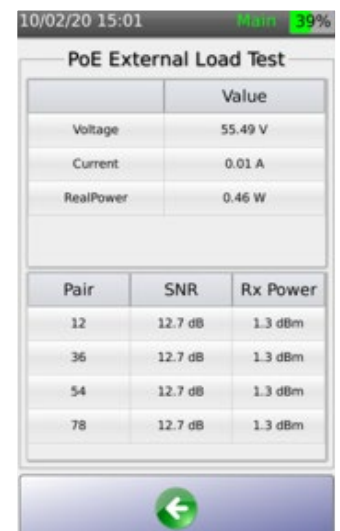 10/02/20 15:01 Main 39%
PoE External Load Test
Value
Voltage 55.49 V
Current 0.01 A
RealPower 0.46 W
Pair SNR Rx Power
12 12.7 dB 1.3 dBm
36 12.7 dB 1.3 dBm
54 12.7 dB 1.3 dBm
78 12.7 dB 1.3 dBm